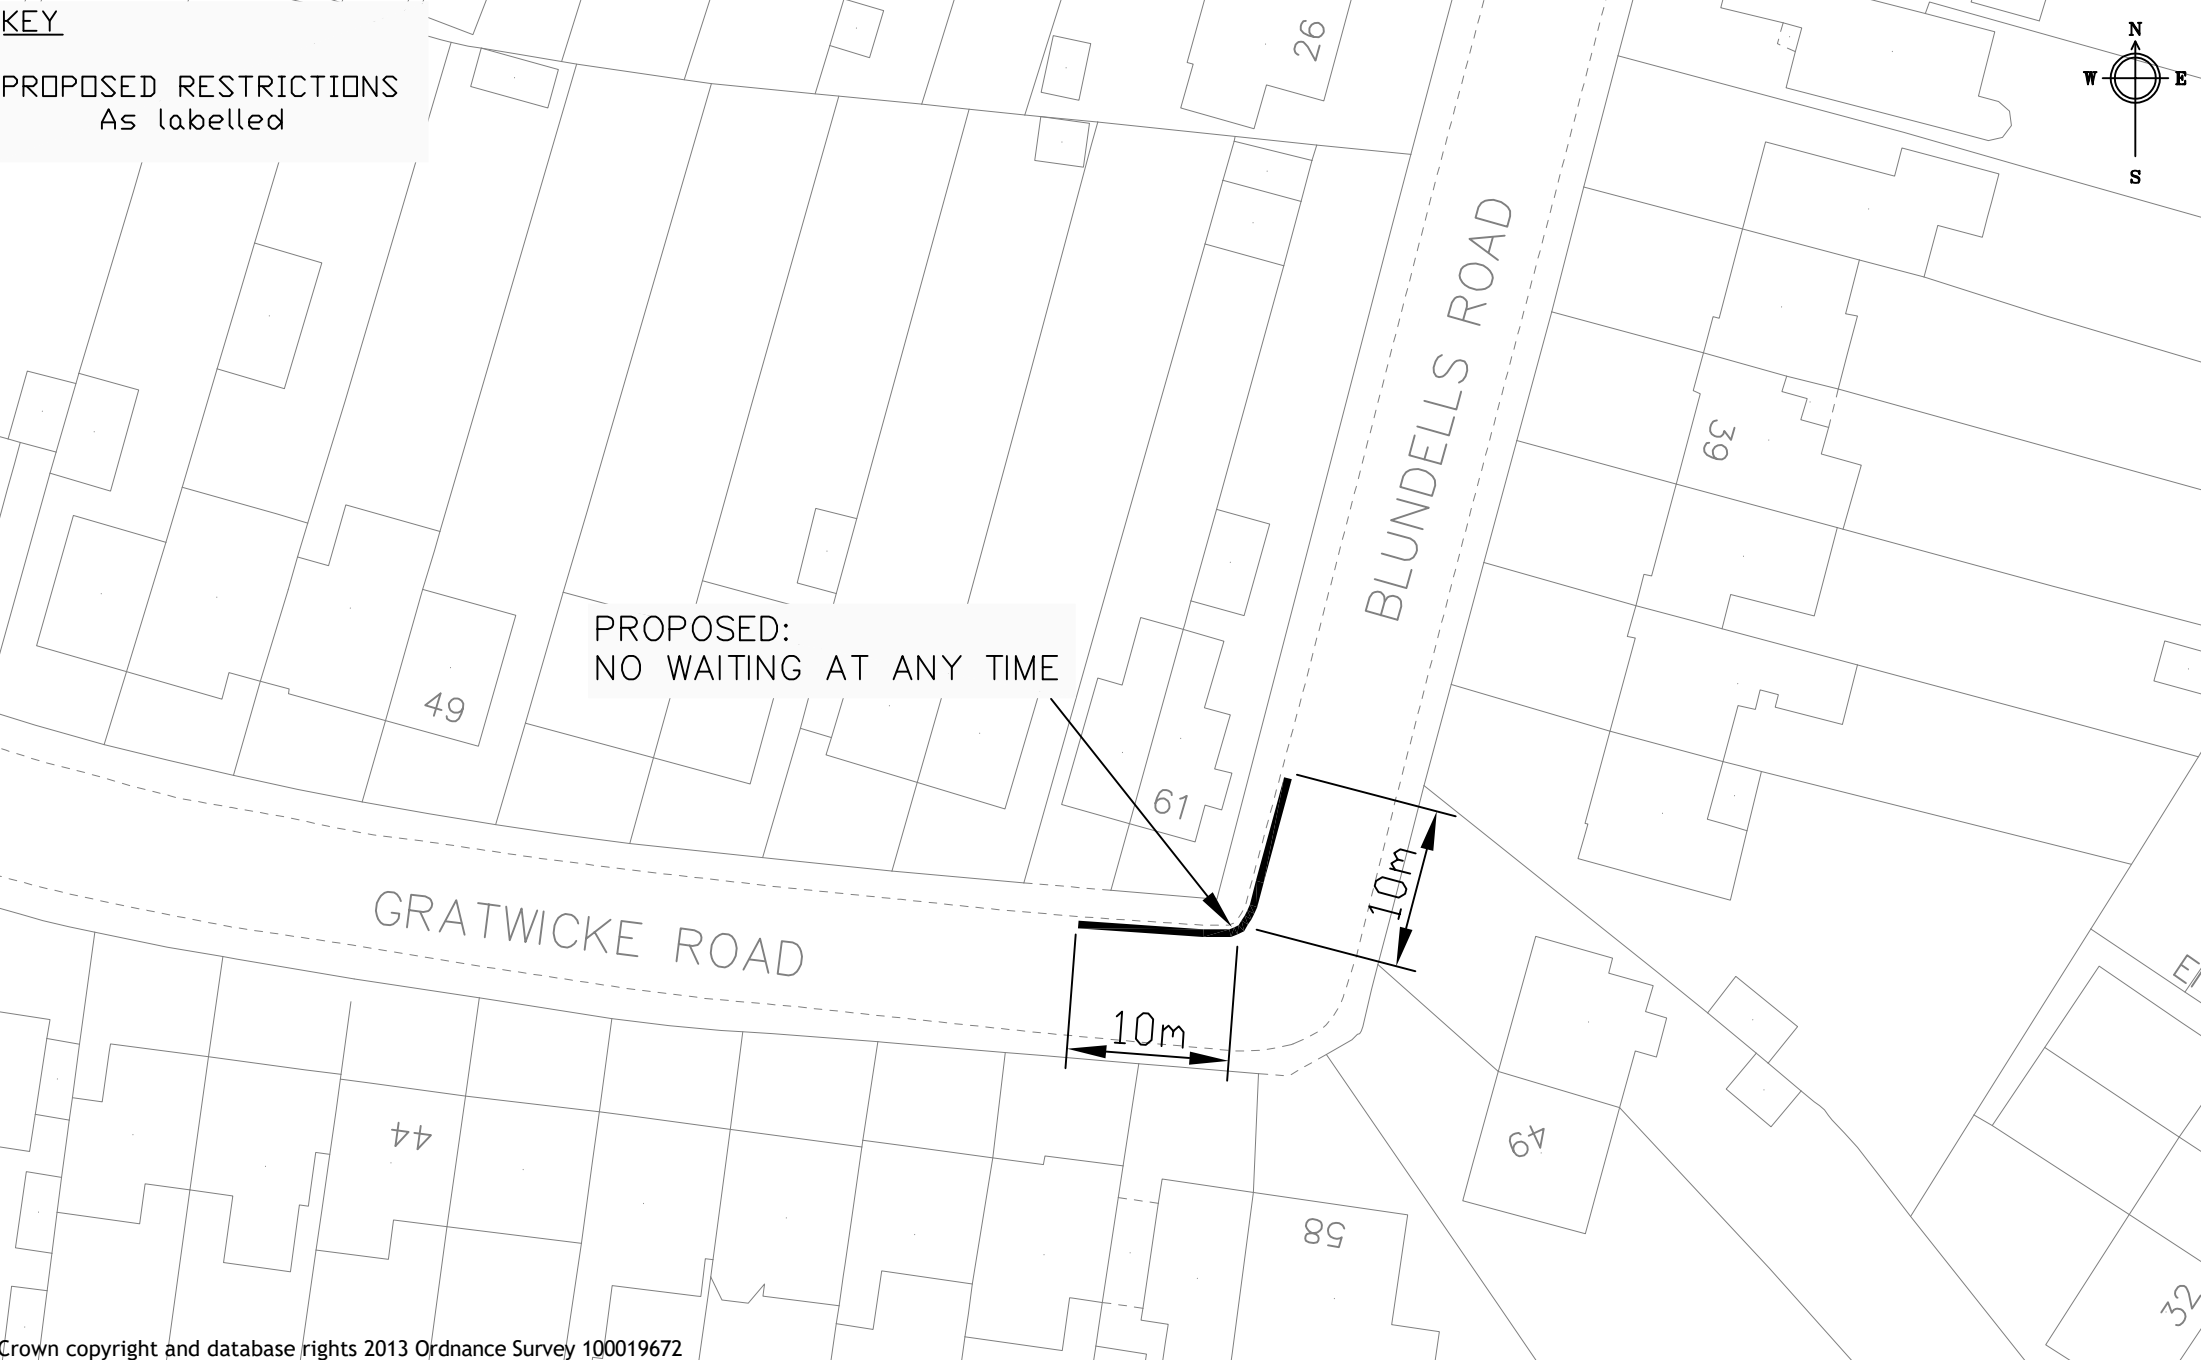 KEY
PROPOSED RESTRICTIONS
As labelled
N
W E
S
26
BLUNDELLS ROAD
39
PROPOSED:
NO WAITING AT ANY TIME
49
61
10m
GRATWICKE ROAD
10m
44
49
58
32
Crown copyright and database rights 2013 Ordnance Survey 100019672